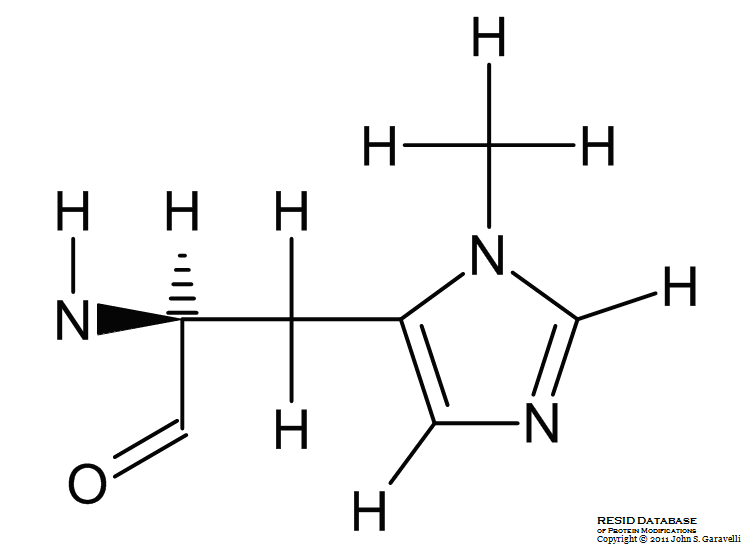 H
H H
H H H
N
H
N
H
N
O
H
RESID DATABASE
OF PROTEIN MODIFICATIONS
Copyright © 2011 John S. Garavelli